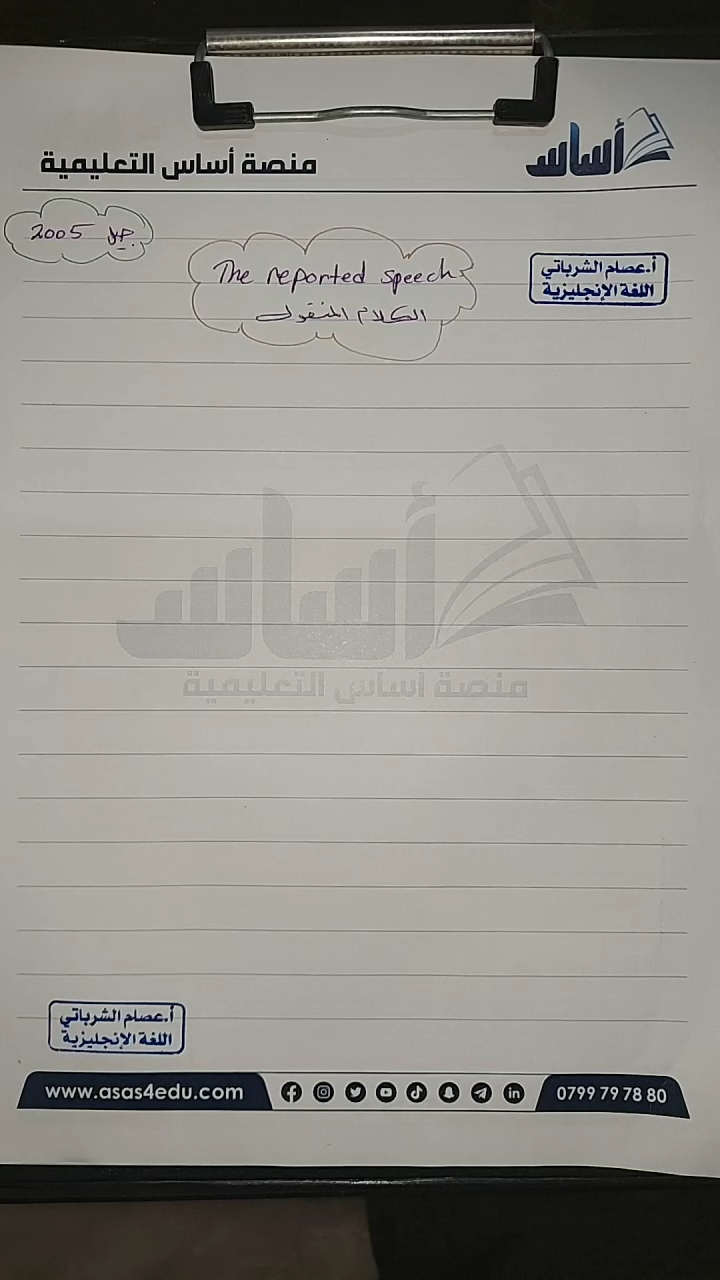 منصة أساس التعليمية
أساس
جيل 2005
The reported speech
الكلام المنقول
أ.عصام الشرباتي
اللغة الإنجليزية
أساس
منصة أساس التعليمية
أ.عصام الشرباتي
اللغة الإنجليزية
www.asas4edu.com
0799 79 78 80